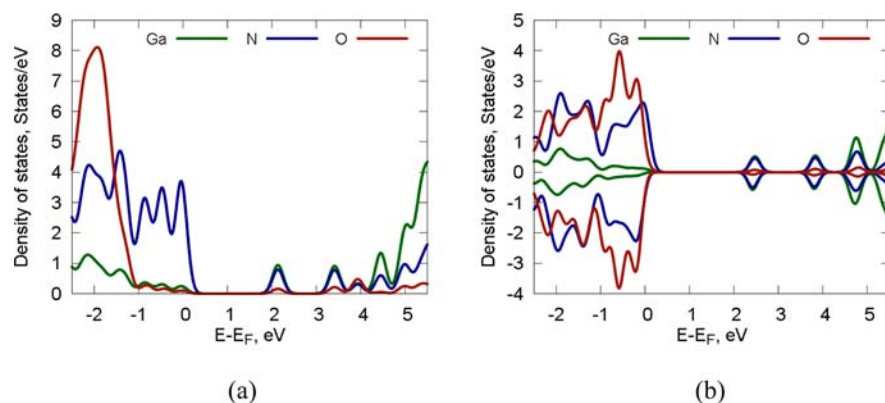 Ga N O
Density of states, States/eV
9
8
7
6
5
4
3
2
1
0
-2 -1 0 1 2 3 4 5
E-EF, eV
(a)
Ga N O
Density of states, States/eV
5
4
3
2
1
0
-1
-2
-3
-4
-2 -1 0 1 2 3 4 5
E-EF, eV
(b)